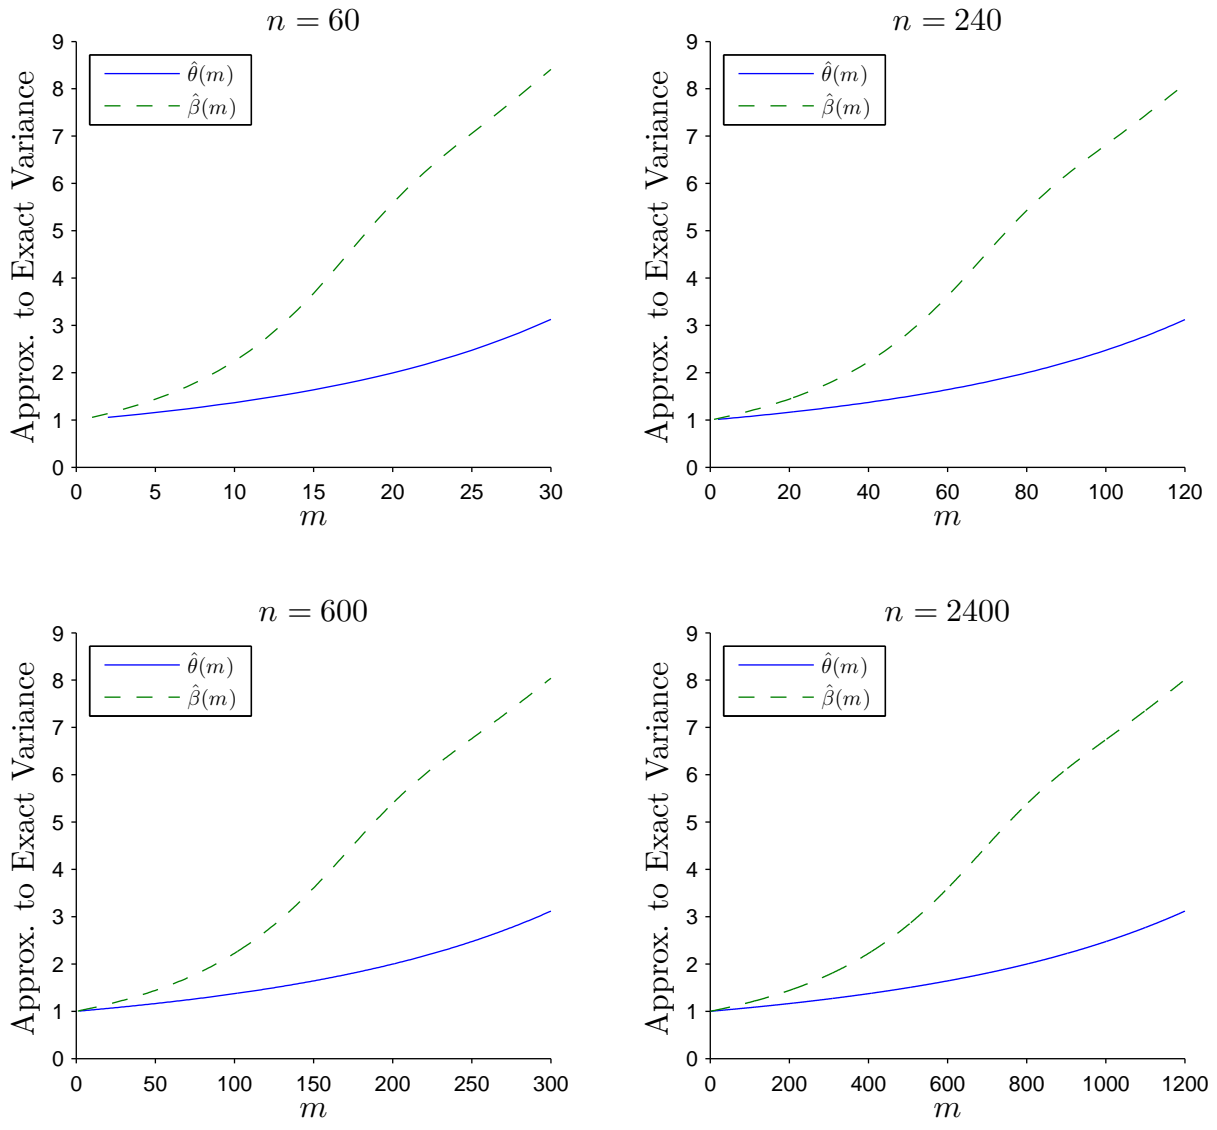 n = 60
Approx. to Exact Variance
9
8
7
6
5
4
3
2
1
0
θ̂(m)
β̂(m)
0 5 10 15 20 25 30
m
n = 240
Approx. to Exact Variance
9
8
7
6
5
4
3
2
1
0
θ̂(m)
β̂(m)
0 20 40 60 80 100 120
m
n = 600
Approx. to Exact Variance
9
8
7
6
5
4
3
2
1
0
θ̂(m)
β̂(m)
0 50 100 150 200 250 300
m
n = 2400
Approx. to Exact Variance
9
8
7
6
5
4
3
2
1
0
θ̂(m)
β̂(m)
0 200 400 600 800 1000 1200
m